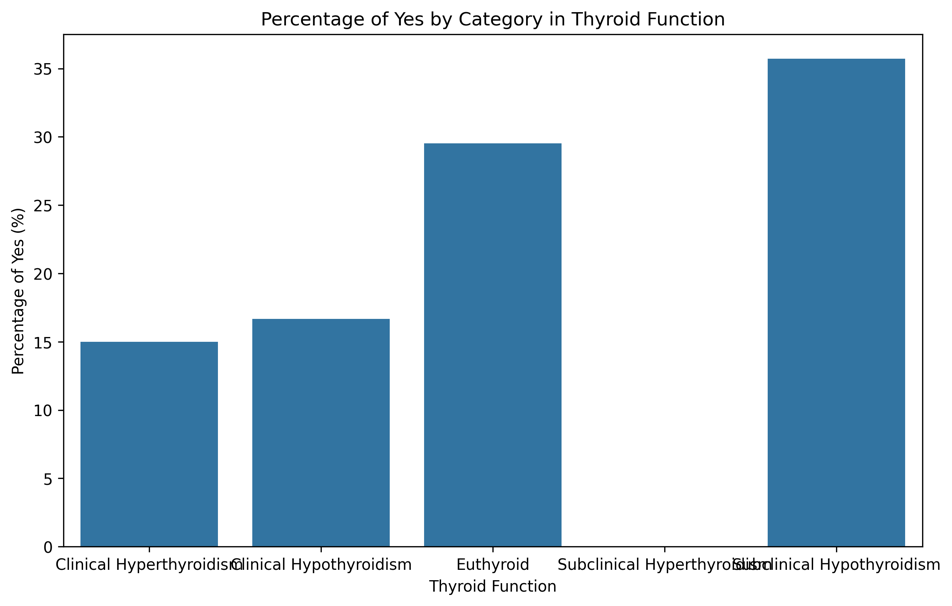 Percentage of Yes by Category in Thyroid Function
Percentage of Yes (%)
35
30
25
20
15
10
5
0
Clinical Hyperthyroidism
Clinical Hypothyroidism
Euthyroid
Subclinical Hyperthyroidism
Subclinical Hypothyroidism
Thyroid Function